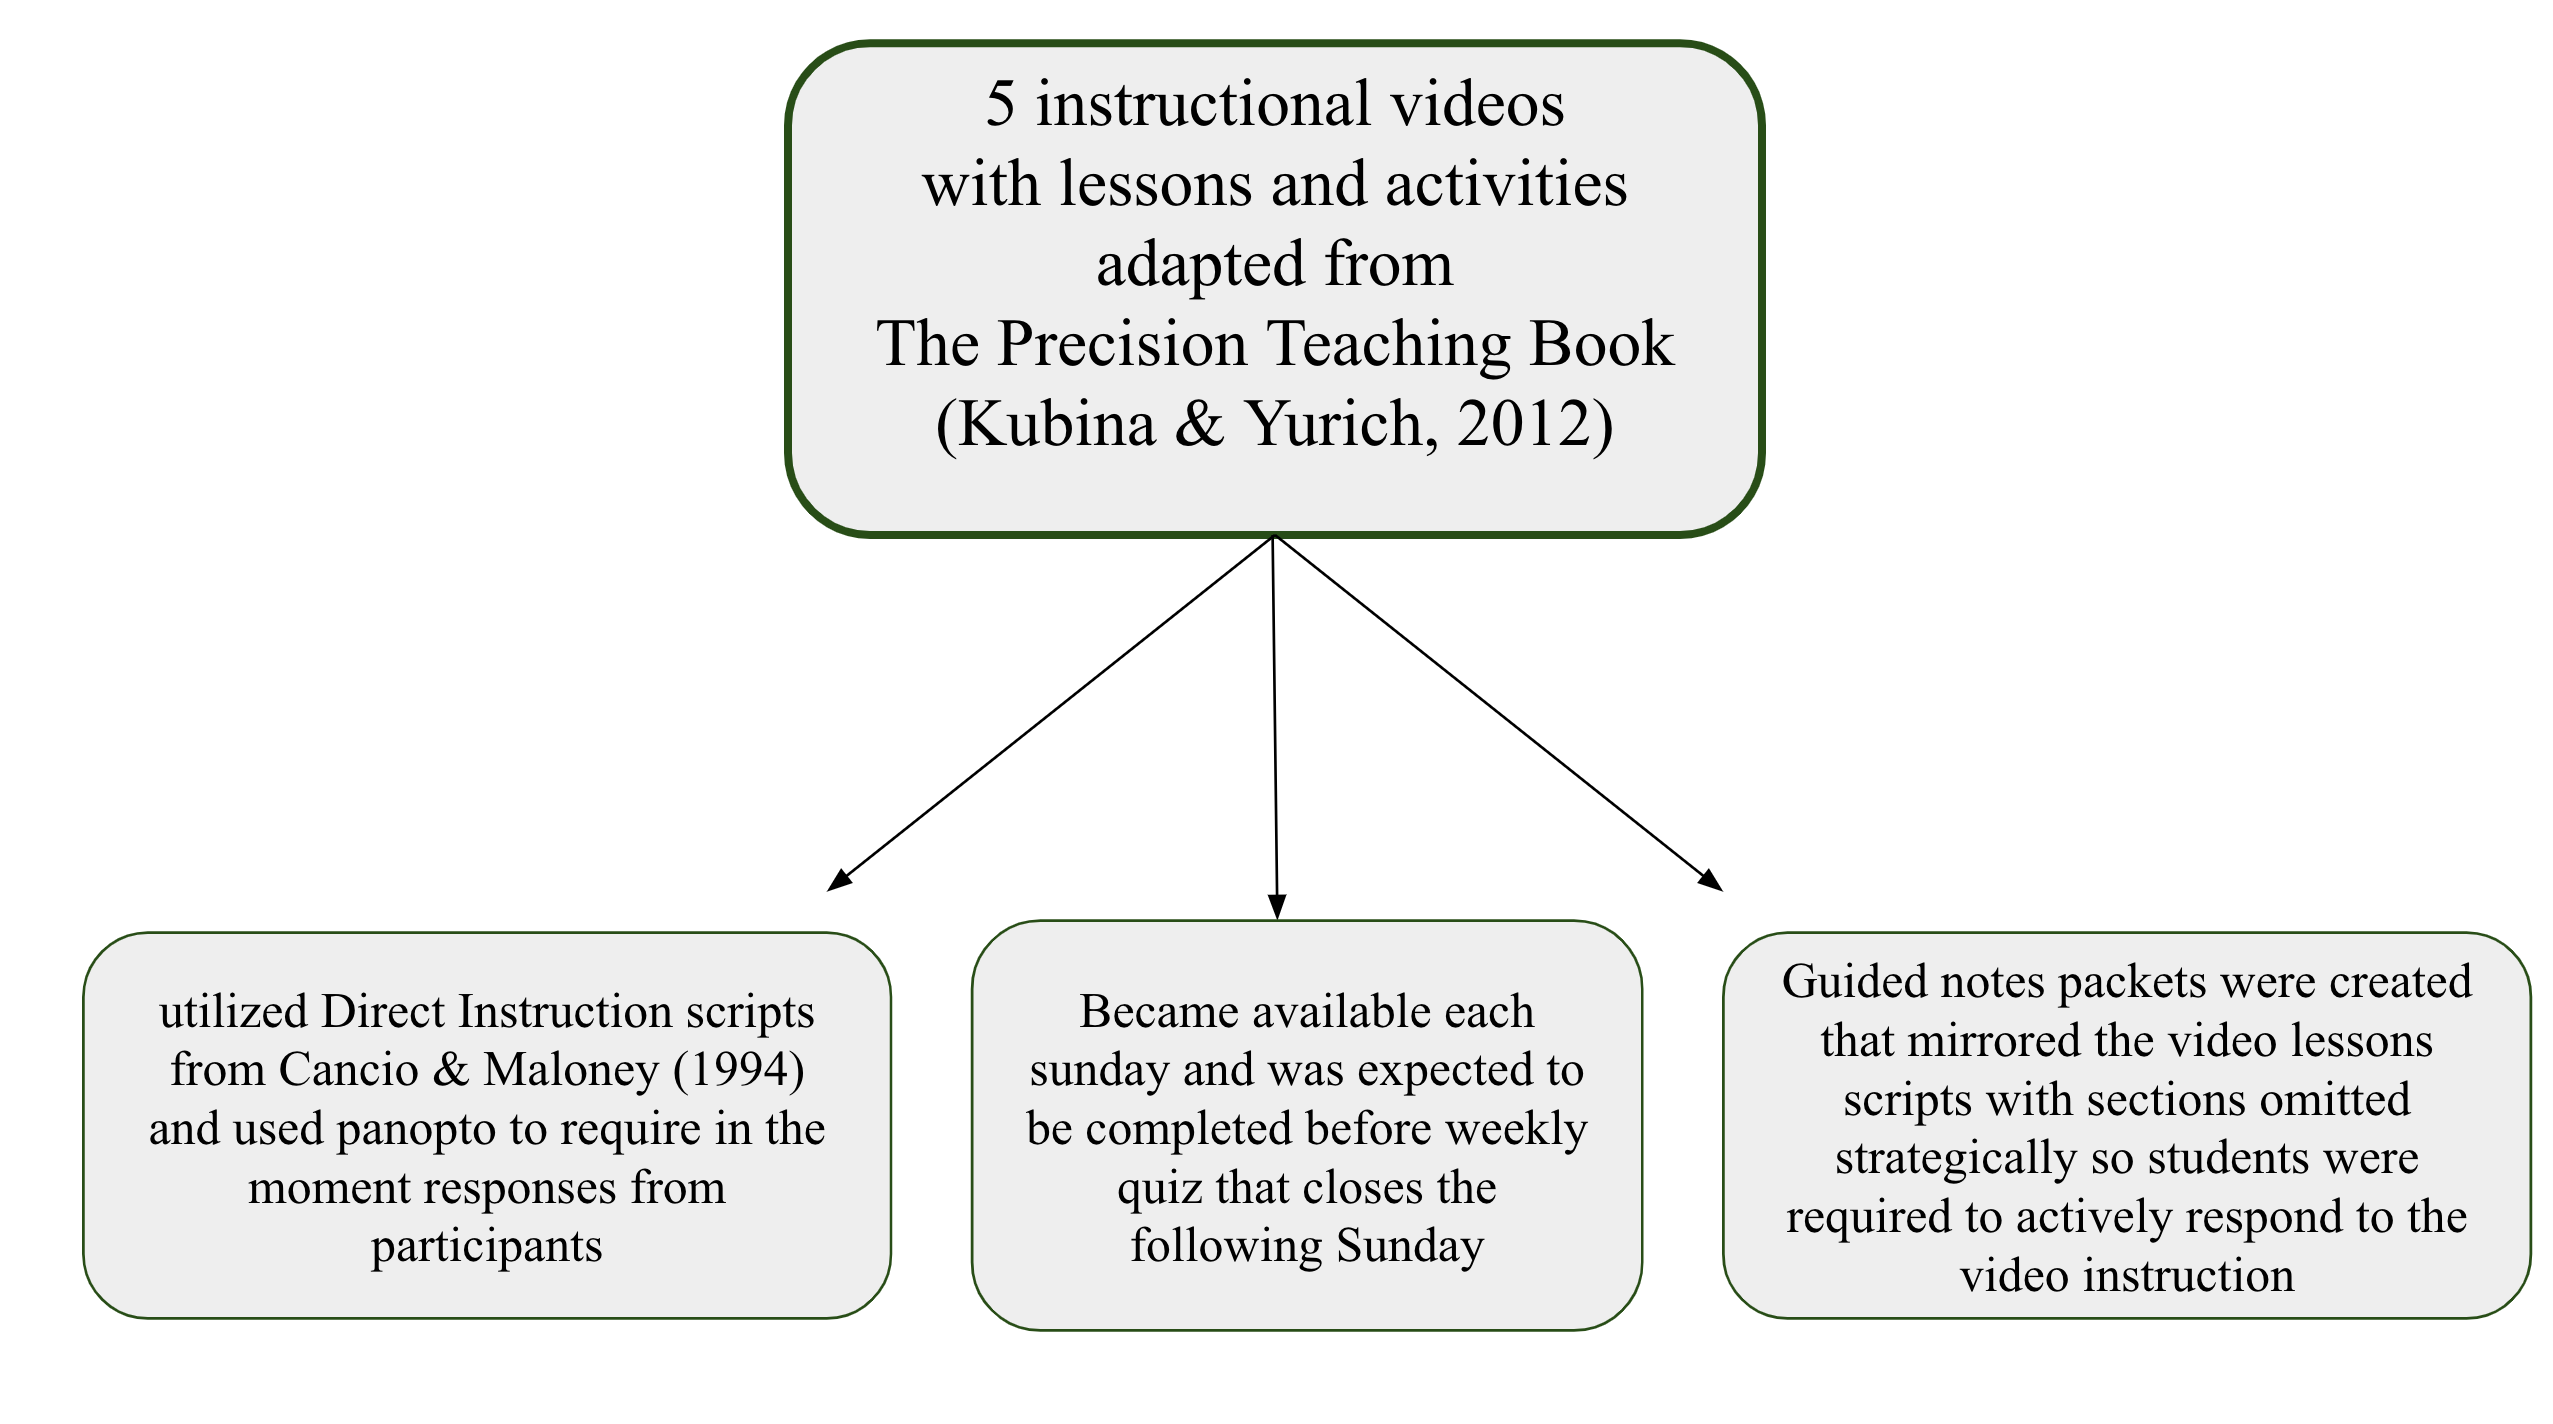 5 instructional videos
with lessons and activities
adapted from
The Precision Teaching Book
(Kubina & Yurich, 2012)
utilized Direct Instruction scripts
from Cancio & Maloney (1994)
and used panopto to require in the
moment responses from
participants
Became available each
sunday and was expected to
be completed before weekly
quiz that closes the
following Sunday
Guided notes packets were created
that mirrored the video lessons
scripts with sections omitted
strategically so students were
required to actively respond to the
video instruction